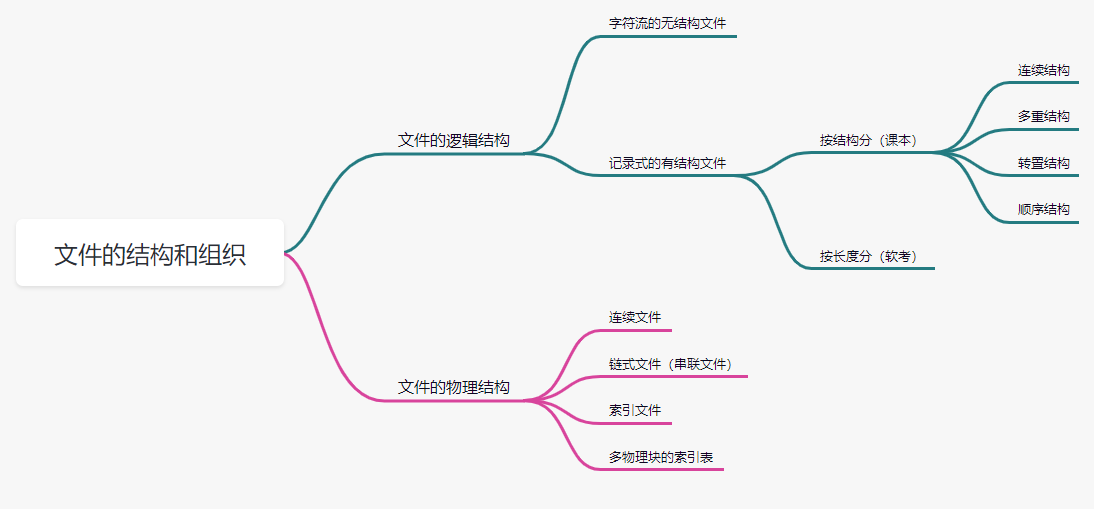 文件的结构和组织
文件的逻辑结构
字符流的无结构文件
记录式的有结构文件
按结构分（课本）
连续结构
多重结构
转置结构
顺序结构
按长度分（软考）
文件的物理结构
连续文件
链式文件（串联文件）
索引文件
多物理块的索引表